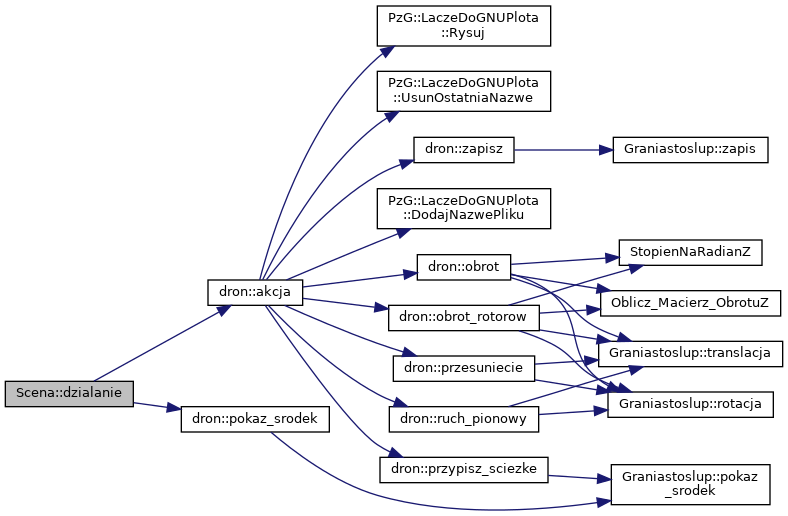 Scena::dzialanie
dron::akcja
dron::pokaz_srodek
PzG::LaczeDoGNUPlota
::Rysuj
PzG::LaczeDoGNUPlota
::UsunOstatniaNazwe
dron::zapisz
PzG::LaczeDoGNUPlota
::DodajNazwePliku
dron::obrot
dron::obrot_rotorow
dron::przesuniecie
dron::ruch_pionowy
dron::przypisz_sciezke
Graniastoslup::zapis
StopienNaRadianZ
Oblicz_Macierz_ObrotuZ
Graniastoslup::translacja
Graniastoslup::rotacja
Graniastoslup::pokaz
_srodek